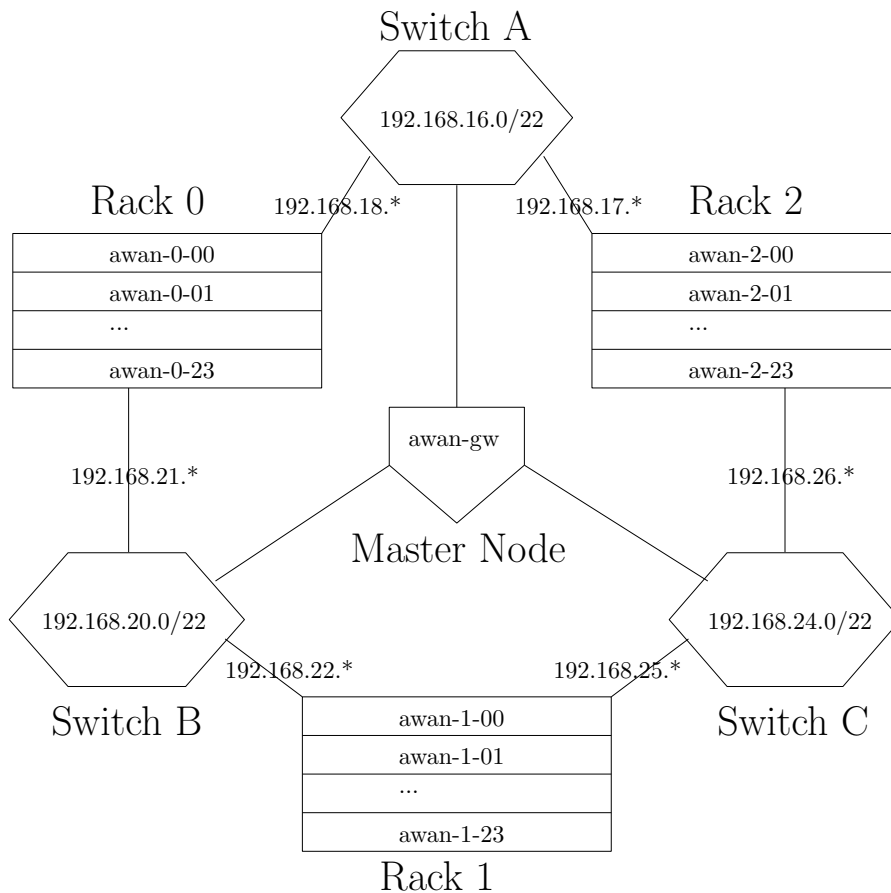 Switch A
192.168.16.0/22
Rack 0
192.168.18.*
192.168.17.*
Rack 2
awan-0-00
awan-0-01
...
awan-0-23
awan-2-00
awan-2-01
...
awan-2-23
awan-gw
192.168.21.*
192.168.26.*
Master Node
192.168.20.0/22
192.168.24.0/22
192.168.22.*
192.168.25.*
Switch B
Switch C
awan-1-00
awan-1-01
...
awan-1-23
Rack 1